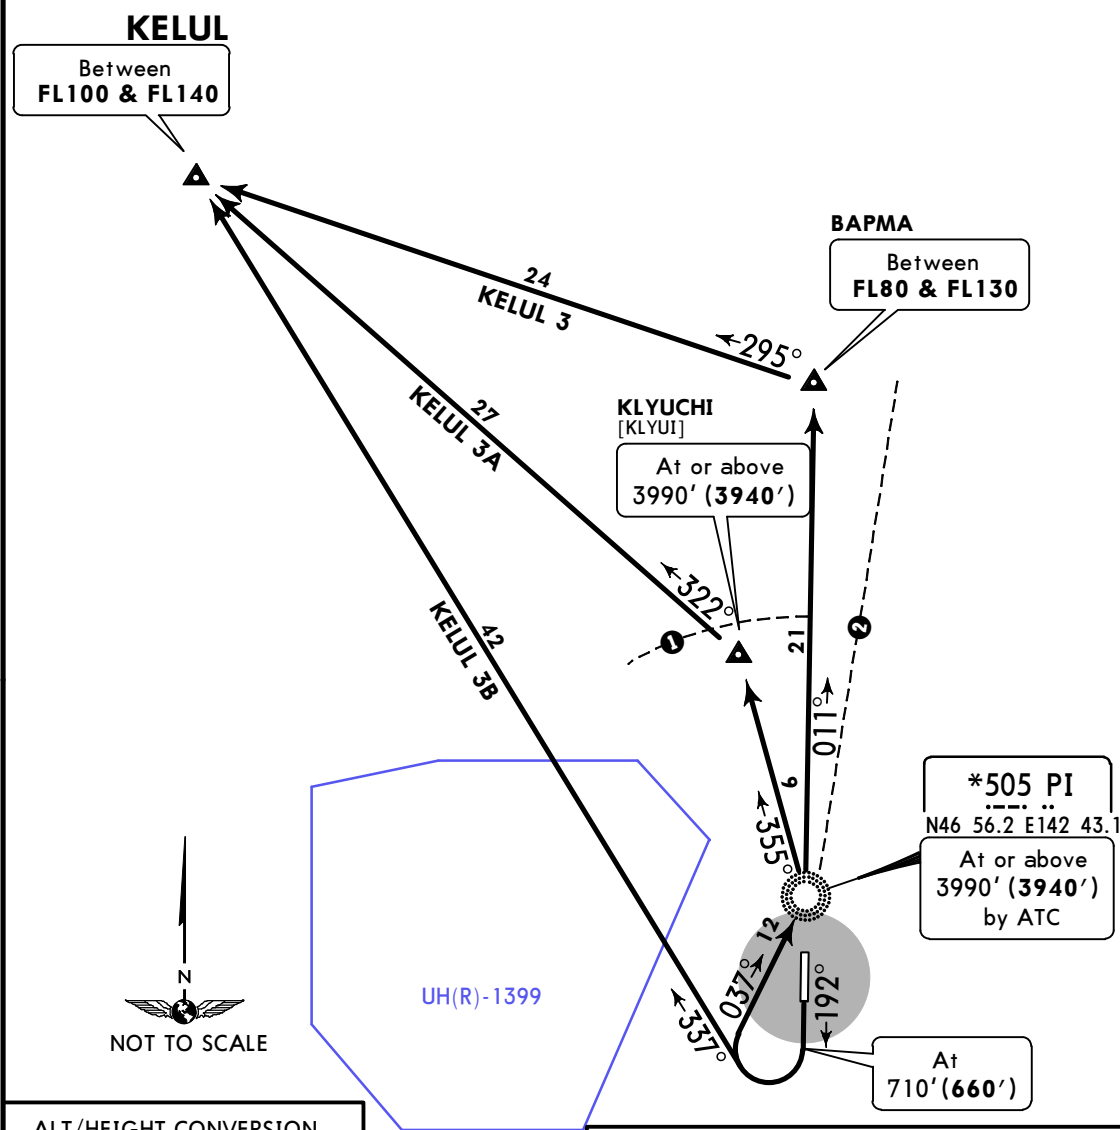 KELUL
Between
FL100 & FL140
BAPMA
Between
FL80 & FL130
24
KELUL 3
295°
KLYUCHI
[KLYUI]
At or above
3990' (3940')
27
KELUL 3A
322°
1
2
42
KELUL 3B
21
011°
9
355°
*505 PI
N46 56.2 E142 43.1
At or above
3990' (3940')
by ATC
12
037°
192°
337°
UH(R)-1399
N
NOT TO SCALE
At
710' (660')
ALT/HEIGHT CONVERSION